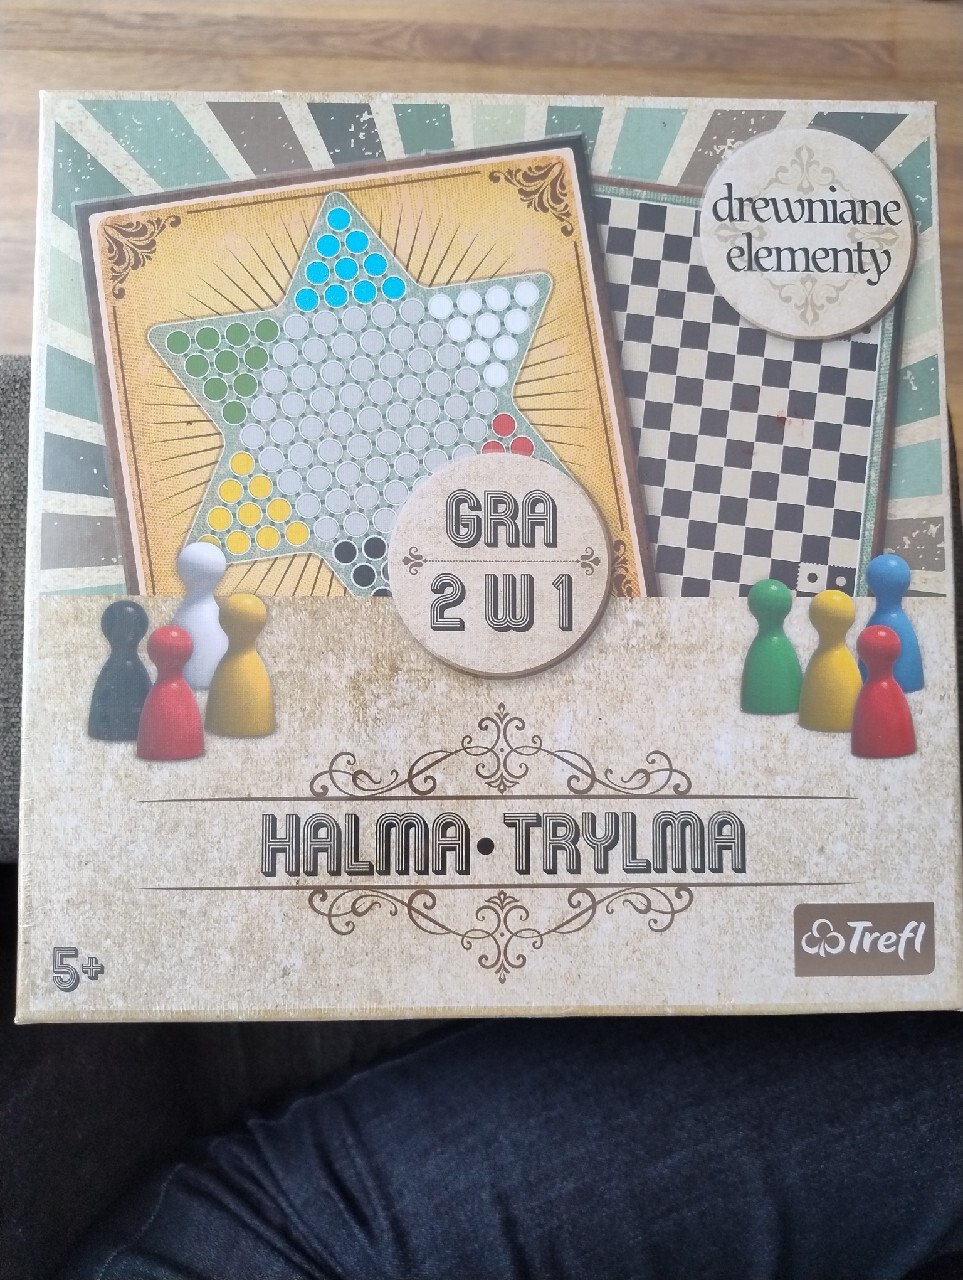 drewniane
elementy
GRA
2 W 1
HALMA • TRYLMA
5+
Trefl